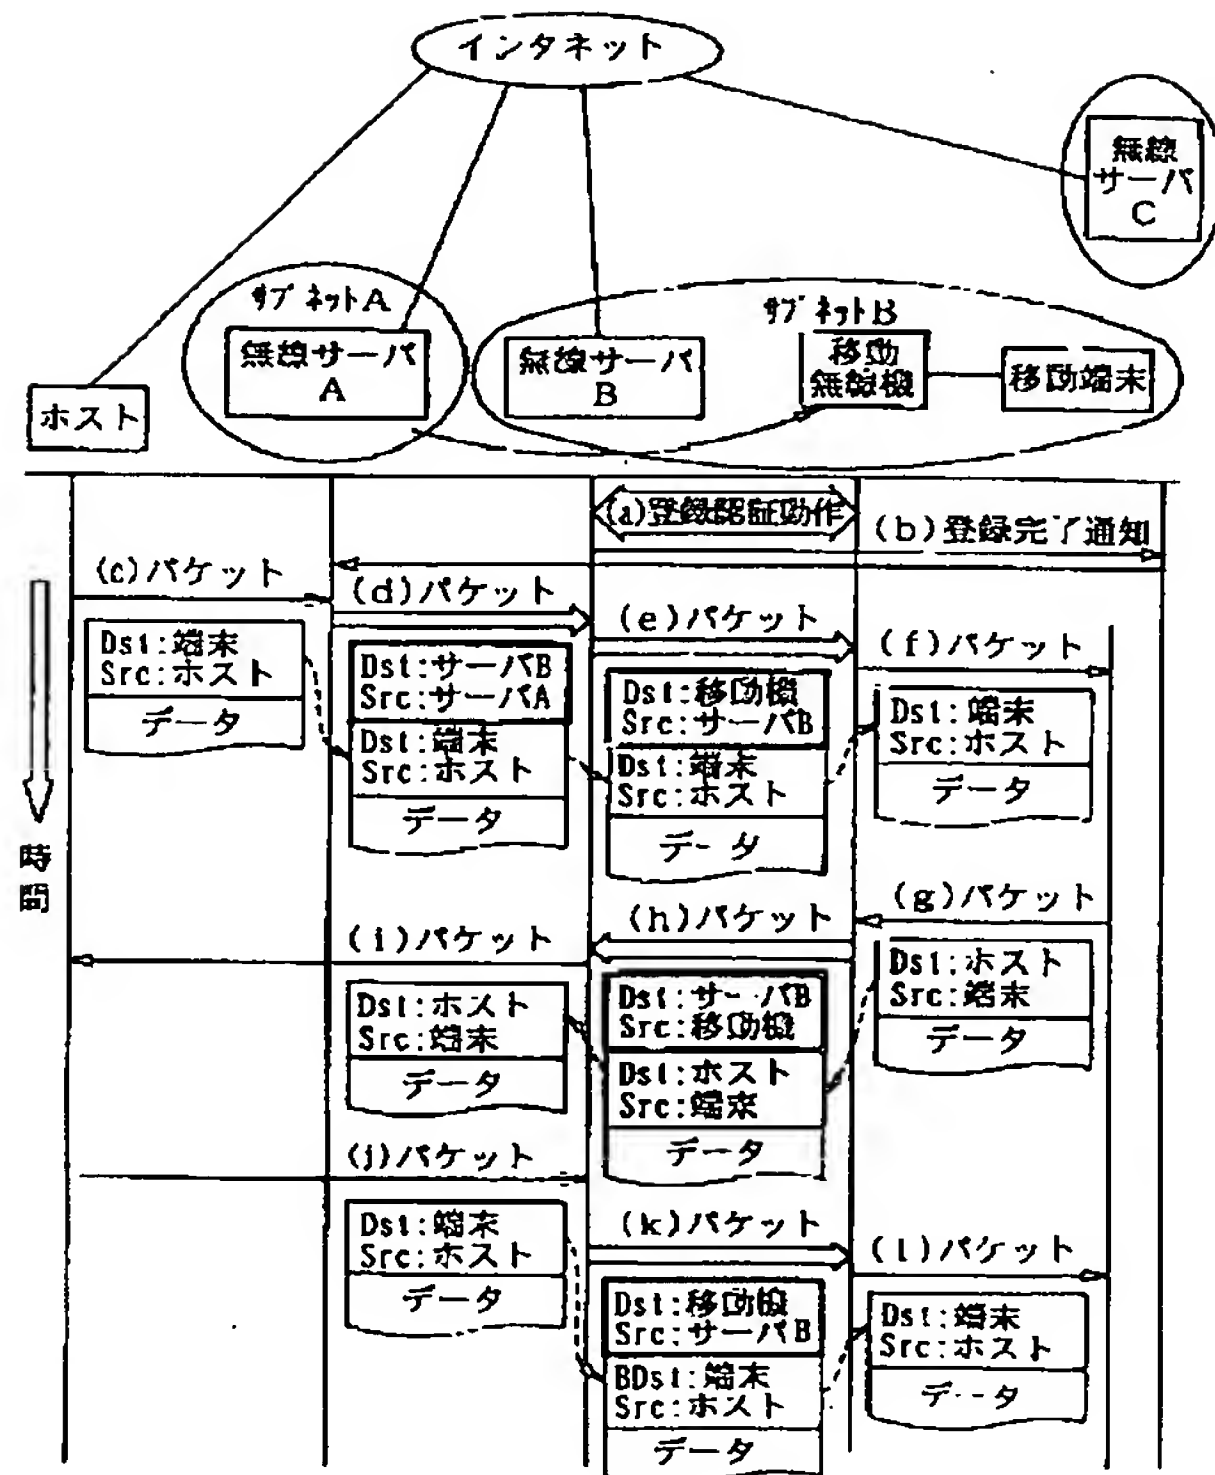 インタネット
無線
サーバ
C
サブネットA
サブネットB
無線サーバ
A
無線サーバ
B
移動
無線機
移動端末
ホスト
(a)登録認証動作
(b)登録完了通知
(c)パケット
(d)パケット
(e)パケット
(f)パケット
Dst:端末
Src:ホスト
データ
Dst:サーバB
Src:サーバA
Dst:端末
Src:ホスト
データ
Dst:移動機
Src:サーバB
Dst:端末
Src:ホスト
データ
Dst:端末
Src:ホスト
データ
時間
(g)パケット
(h)パケット
(i)パケット
Dst:ホスト
Src:端末
データ
Dst:サーバB
Src:移動機
Dst:ホスト
Src:端末
データ
Dst:ホスト
Src:端末
データ
(j)パケット
(k)パケット
(l)パケット
Dst:端末
Src:ホスト
データ
Dst:移動機
Src:サーバB
BDst:端末
Src:ホスト
データ
Dst:端末
Src:ホスト
データ